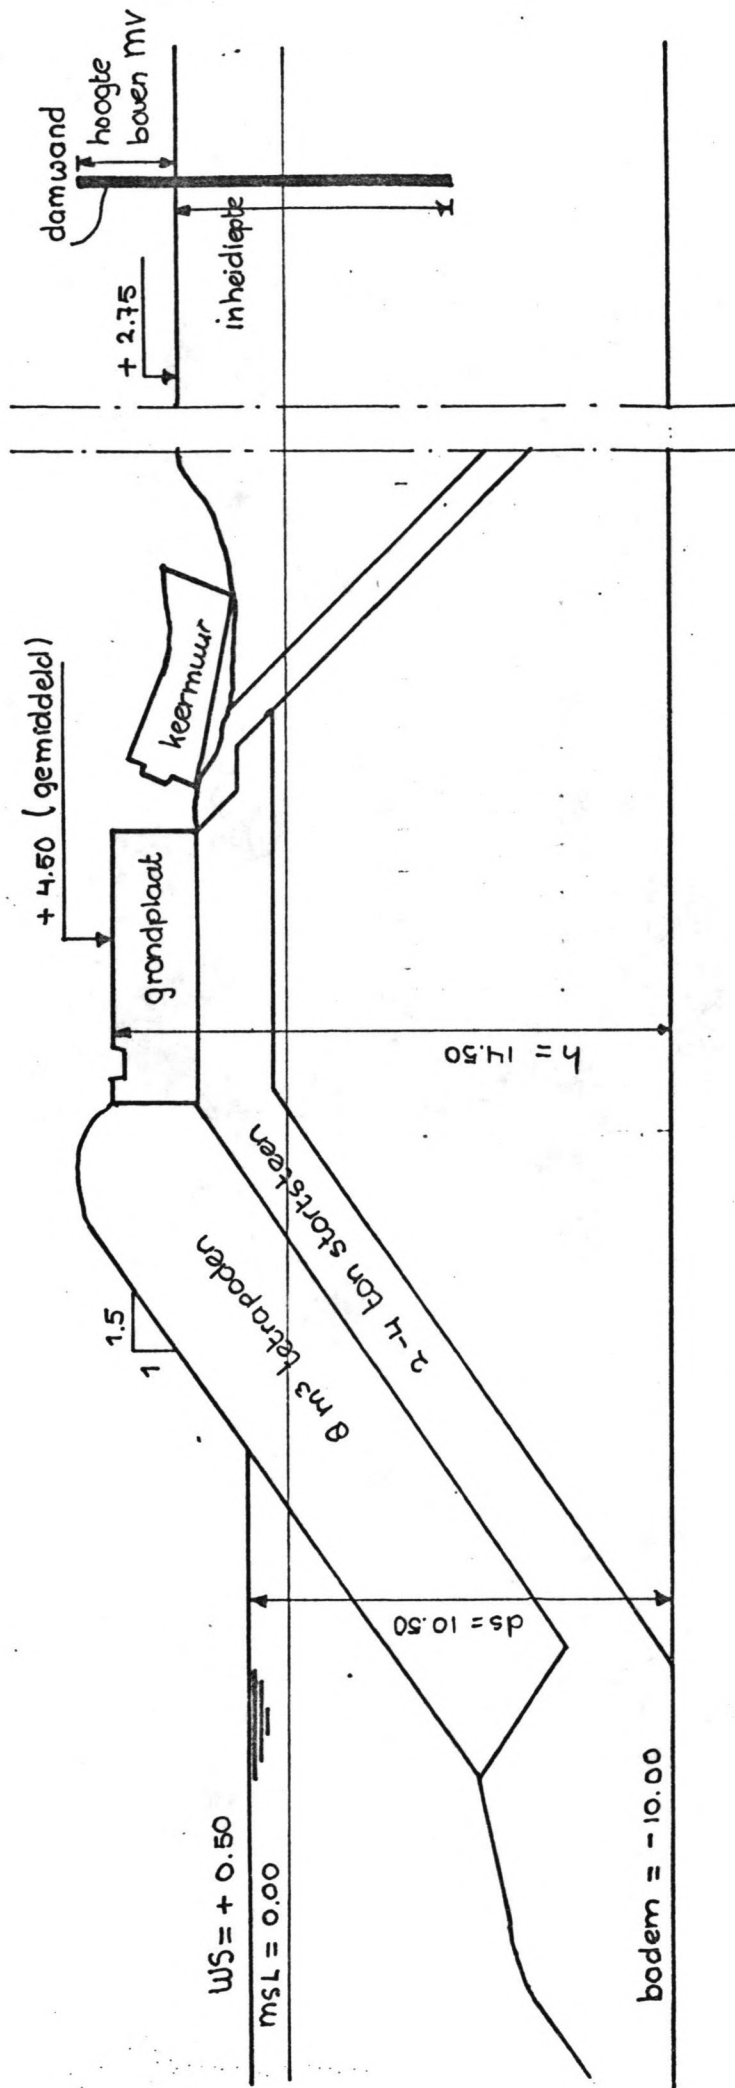 WS = + 0.50
msL = 0.00
bodem = - 10.00
ds = 10.50
1.5
1
8 m³ tetrapoden
2-4 ton stortsteen
h = 14.50
grondplaat
+ 4.50 (gemiddeld)
keermuur
+ 2.75
damwand
hoogte
boven mv
inheidiepte